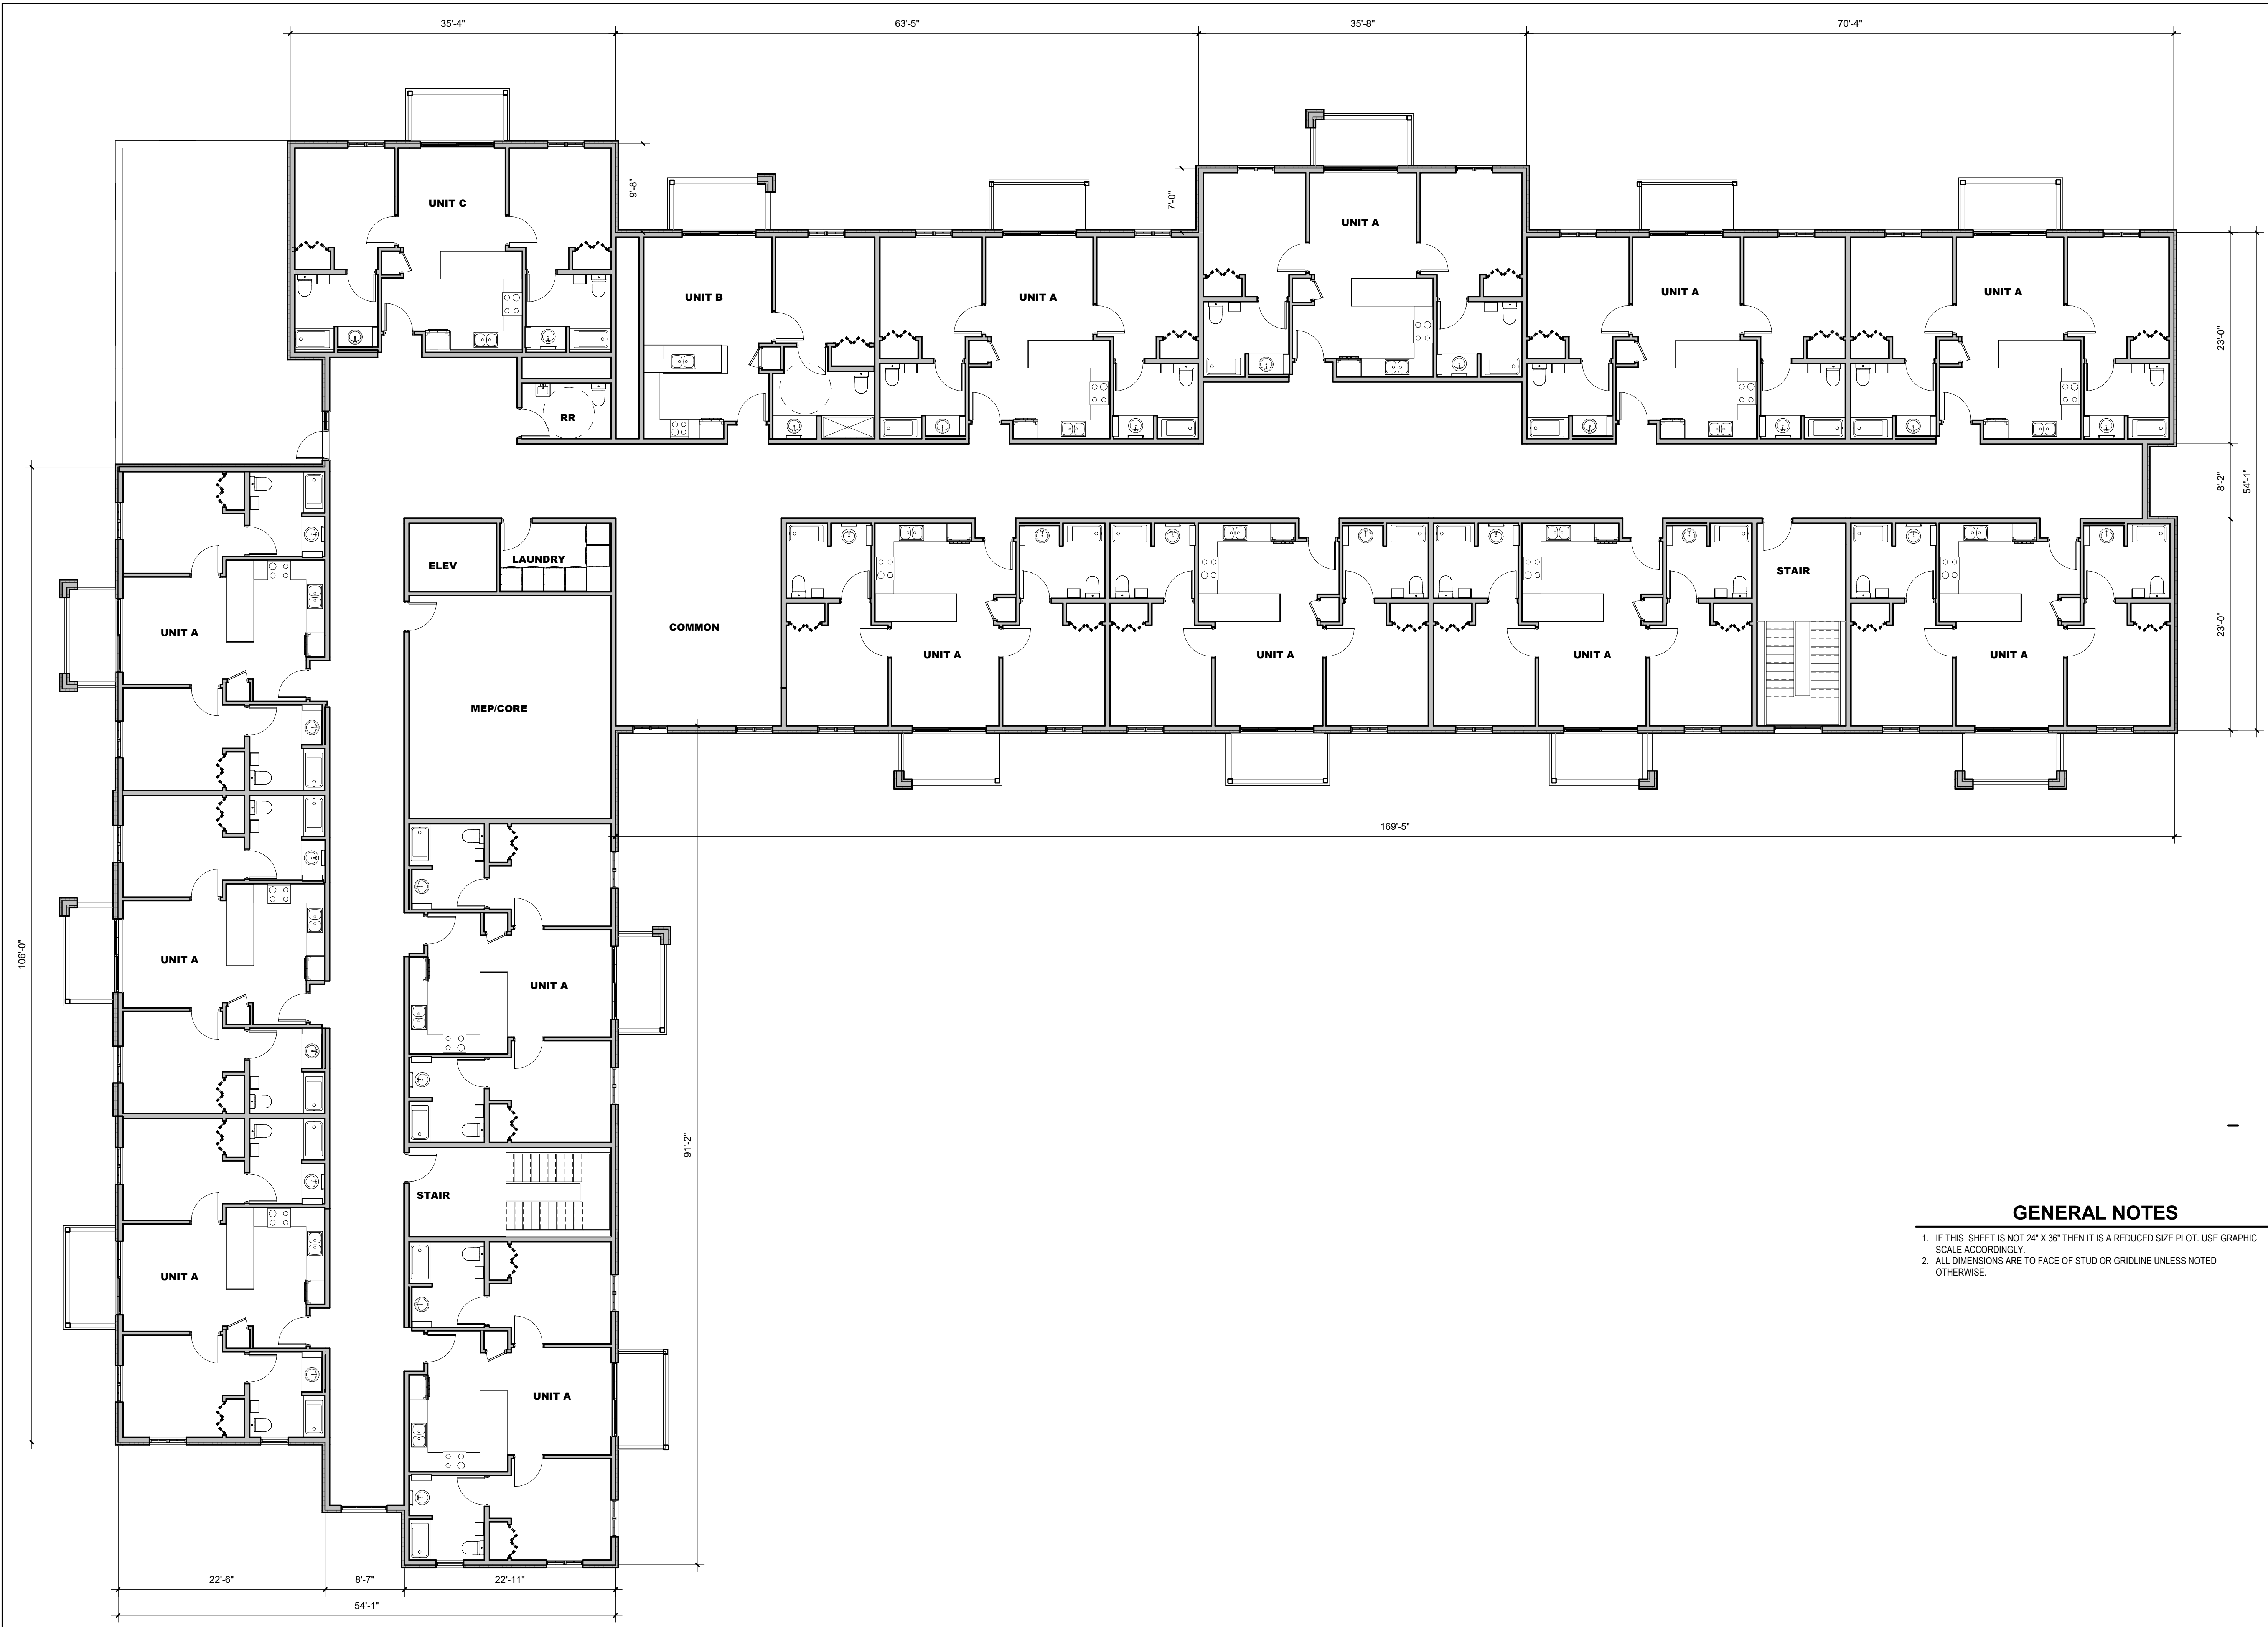 35'-4"
63'-5"
35'-8"
70'-4"
9'-8"
7'-0"
UNIT C
UNIT A
UNIT B
UNIT A
UNIT A
UNIT A
23'-0"
RR
8'-2"
54'-1"
ELEV
LAUNDRY
STAIR
COMMON
23'-0"
UNIT A
UNIT A
UNIT A
UNIT A
UNIT A
MEP/CORE
169'-5"
106'-0"
UNIT A
UNIT A
91'-2"
STAIR
UNIT A
UNIT A
GENERAL NOTES
1. IF THIS SHEET IS NOT 24" X 36" THEN IT IS A REDUCED SIZE PLOT. USE GRAPHIC
SCALE ACCORDINGLY.
2. ALL DIMENSIONS ARE TO FACE OF STUD OR GRIDLINE UNLESS NOTED
OTHERWISE.
22'-6"
8'-7"
22'-11"
54'-1"